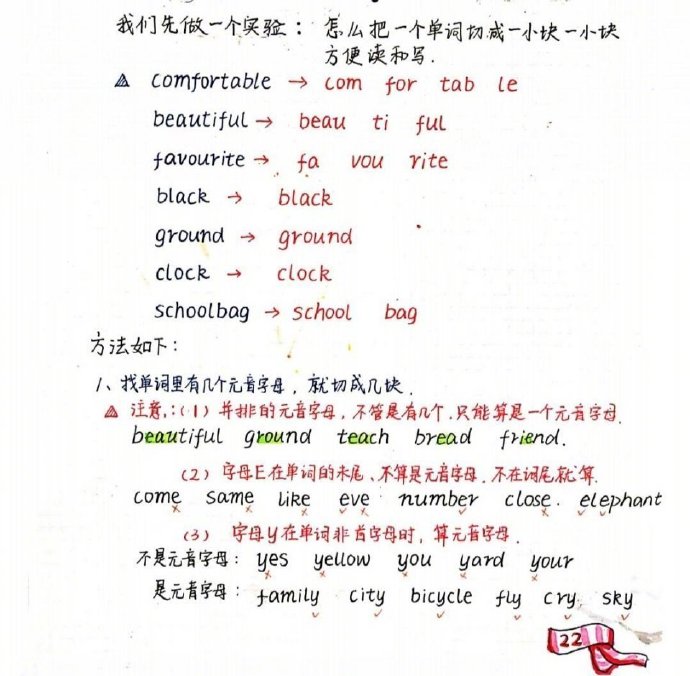 我们先做一个实验： 怎么把一个单词切成一小块一小块
方便读和写.
△ comfortable → com for tab le
beautiful → beau ti ful
favourite → fa vou rite
black → black
ground → ground
clock → clock
schoolbag → school bag
方法如下：
1、找单词里有几个元音字母，就切成几块.
△ 注意：(1) 并排的元音字母，不管是有几个.只能算是一个元音字母.
beautiful ground teach bread friend.
(2) 字母E在单词的末尾、不算是元音字母.不在词尾就算.
come same like eve number close. elephant
(3) 字母y在单词非首字母时，算元音字母.
不是元音字母： yes yellow you yard your
是元音字母： family city bicycle fly cry sky
22